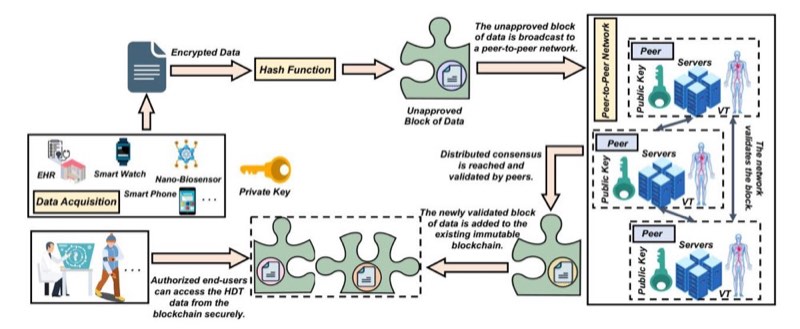 Encrypted Data
Hash Function
Unapproved
Block of Data
The unapproved block
of data is broadcast to
a peer-to-peer network.
Peer-to-Peer Network
Peer
Public Key
Servers
VT
Peer
Public Key
Servers
VT
Peer
Public Key
Servers
VT
The network
validates the block.
EHR
Smart Watch
Nano-Biosensor
Data Acquisition
Smart Phone
...
Private Key
Distributed consensus
is reached and
validated by peers.
The newly validated block
of data is added to the
existing immutable
blockchain.
...
Authorized end-users
can access the HDT
data from the
blockchain securely.